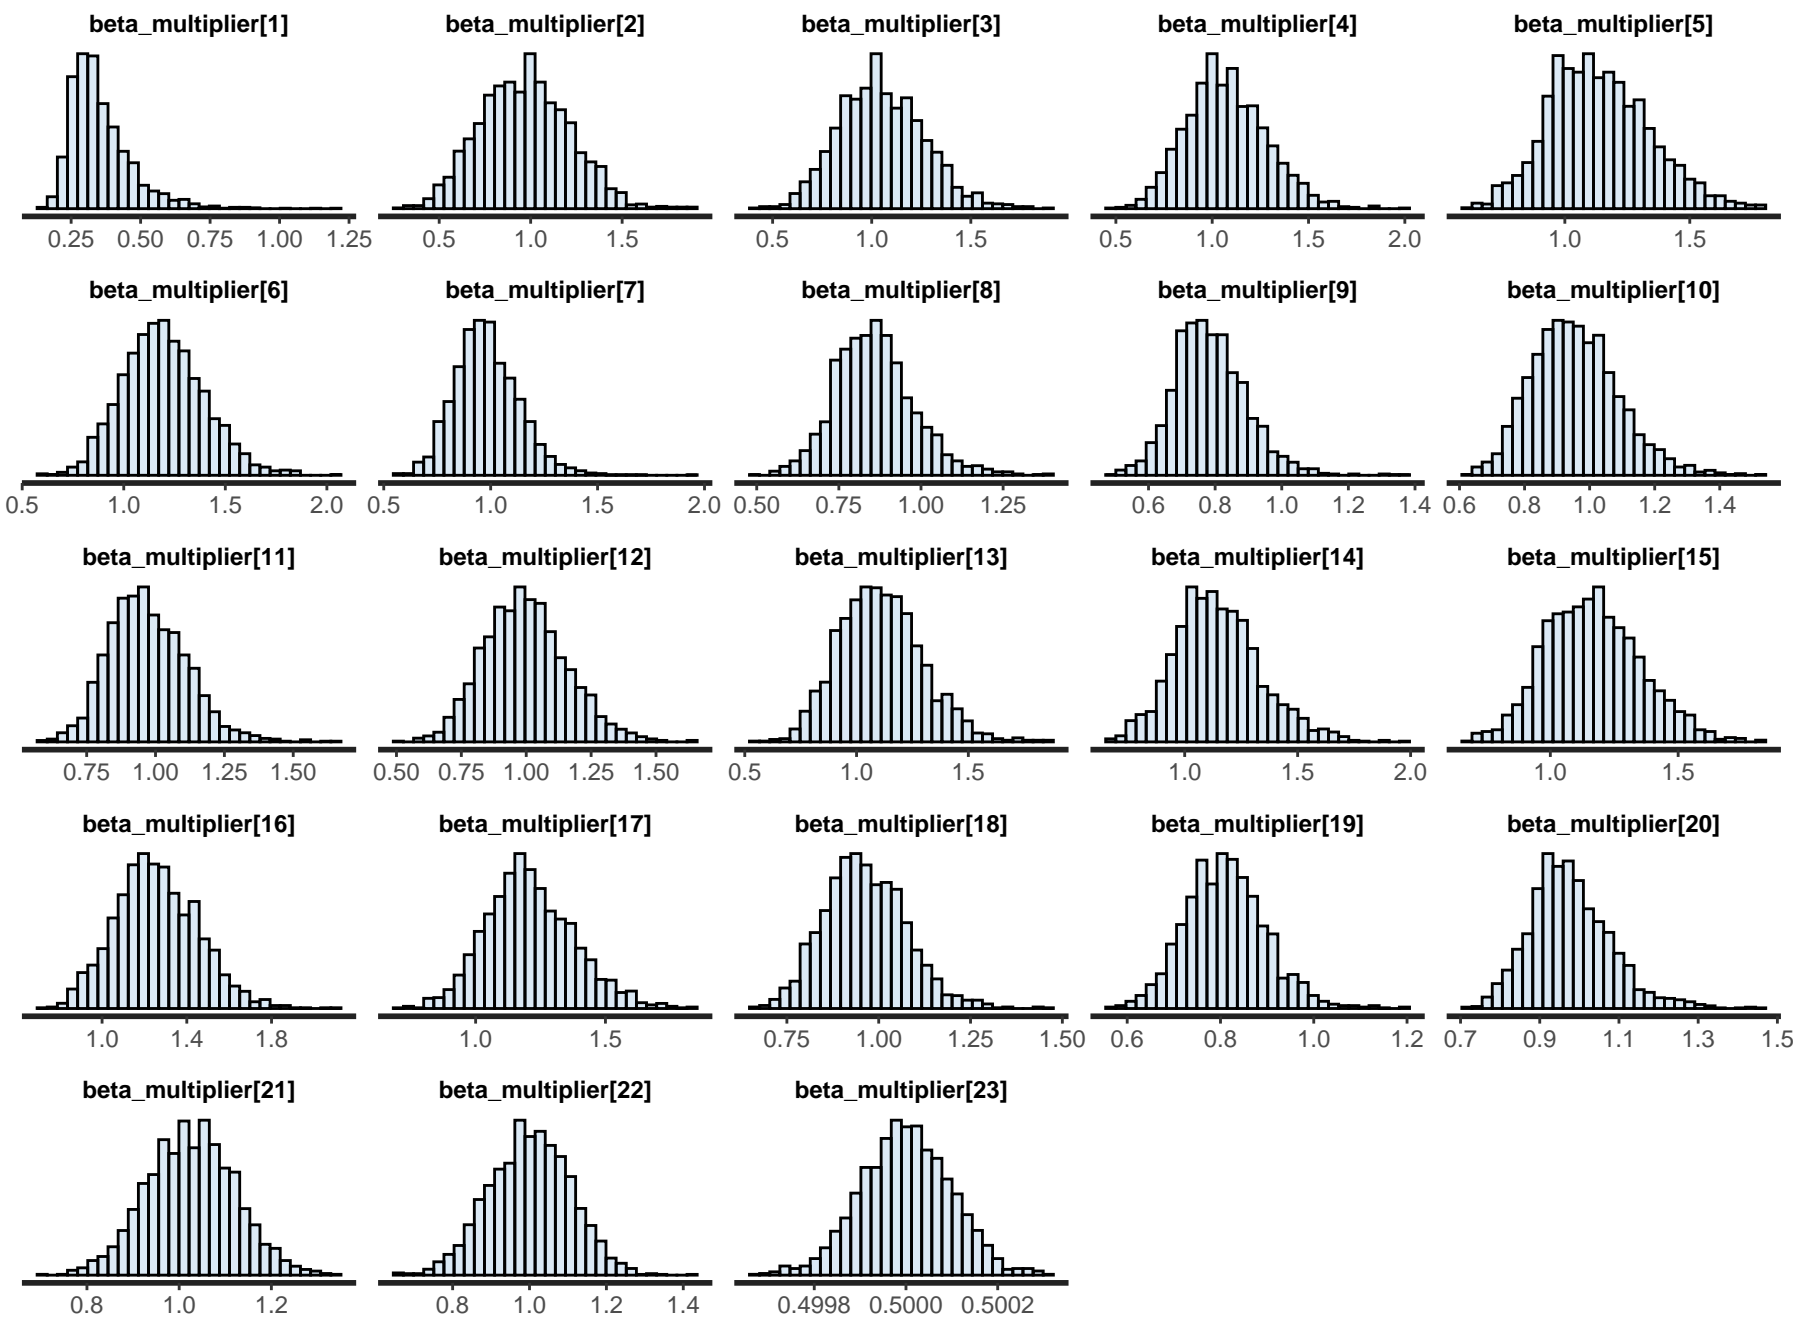 beta_multiplier[1] beta_multiplier[2] beta_multiplier[3] beta_multiplier[4] beta_multiplier[5]
0.25 0.50 0.75 1.00 1.25 0.5 1.0 1.5 0.5 1.0 1.5 0.5 1.0 1.5 2.0 1.0 1.5
beta_multiplier[6] beta_multiplier[7] beta_multiplier[8] beta_multiplier[9] beta_multiplier[10]
0.5 1.0 1.5 2.0 0.5 1.0 1.5 2.0 0.50 0.75 1.00 1.25 0.6 0.8 1.0 1.2 1.4 0.6 0.8 1.0 1.2 1.4
beta_multiplier[11] beta_multiplier[12] beta_multiplier[13] beta_multiplier[14] beta_multiplier[15]
0.75 1.00 1.25 1.50 0.50 0.75 1.00 1.25 1.50 0.5 1.0 1.5 1.0 1.5 2.0 1.0 1.5
beta_multiplier[16] beta_multiplier[17] beta_multiplier[18] beta_multiplier[19] beta_multiplier[20]
1.0 1.4 1.8 1.0 1.5 0.75 1.00 1.25 1.50 0.6 0.8 1.0 1.2 0.7 0.9 1.1 1.3 1.5
beta_multiplier[21] beta_multiplier[22] beta_multiplier[23]
0.8 1.0 1.2 0.8 1.0 1.2 1.4 0.4998 0.5000 0.5002